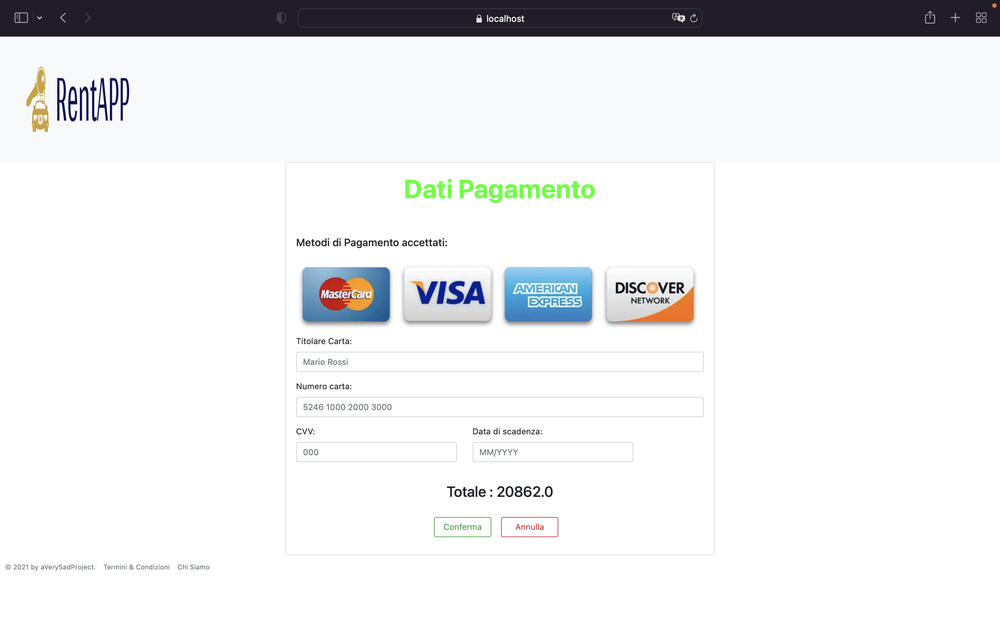 localhost
RentAPP
Dati Pagamento
Metodi di Pagamento accettati:
MasterCard VISA AMERICAN EXPRESS DISCOVER NETWORK
Titolare Carta:
Mario Rossi
Numero carta:
5246 1000 2000 3000
CVV: Data di scadenza:
000 MM/YYYY
Totale : 20862.0
Conferma Annulla
© 2021 by aVerySadProject. Termini & Condizioni Chi Siamo